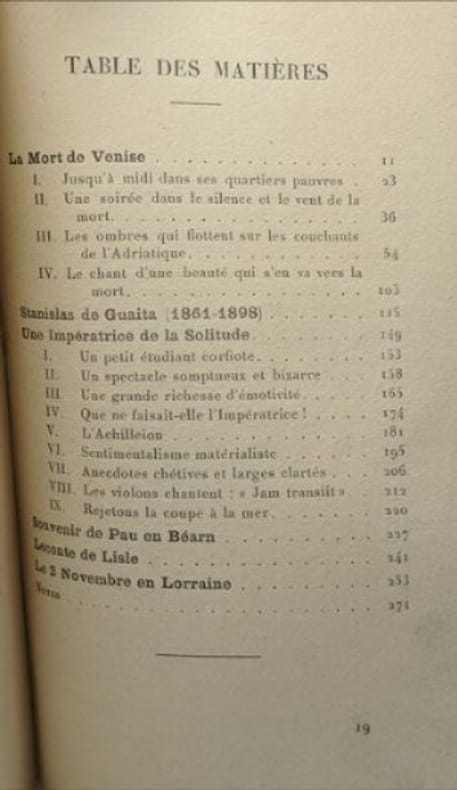 TABLE DES MATIÈRES
La Mort de Venise . . . . . . . . . . . . . . 11
I. Jusqu'à midi dans ses quartiers pauvres . 23
II. Une soirée dans le silence et le vent de la
mort. . . . . . . . . . . . . . . . 36
III. Les ombres qui flottent sur les couchants
de l'Adriatique. . . . . . . . . . . 54
IV. Le chant d'une beauté qui s'en va vers la
mort. . . . . . . . . . . . . . . . 103
Stanislas de Guaita (1861-1898) . . . . . . . 115
Une Impératrice de la Solitude. . . . . . . . 149
I. Un petit étudiant corfiote. . . . . . . . 153
II. Un spectacle somptueux et bizarre . . . 158
III. Une grande richesse d'émotivité. . . . . 165
IV. Que ne faisait-elle l'Impératrice ! . . . . 174
V. L'Achilleion. . . . . . . . . . . . . . 181
VI. Sentimentalisme matérialiste . . . . . . 195
VII. Anecdotes chétives et larges clartés . . . 206
VIII. Les violons chantent : « Jam transiit » . . 212
IX. Rejetons la coupe à la mer. . . . . . . . 220
Souvenir de Pau en Béarn . . . . . . . . . . 227
Leconte de Lisle . . . . . . . . . . . . . . 241
Le 2 Novembre en Lorraine . . . . . . . . . 253
Notes . . . . . . . . . . . . . . . . . . . 271
19